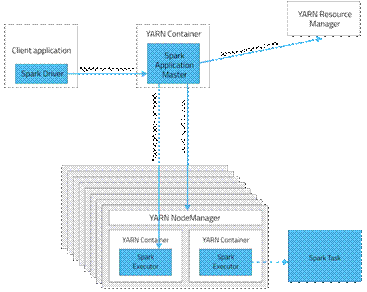 YARN Resource
Manager
YARN Container
Client application
Spark Driver
Spark
Application
Master
YARN NodeManager
YARN Container
YARN Container
Spark
Executor
Spark
Executor
Spark Task